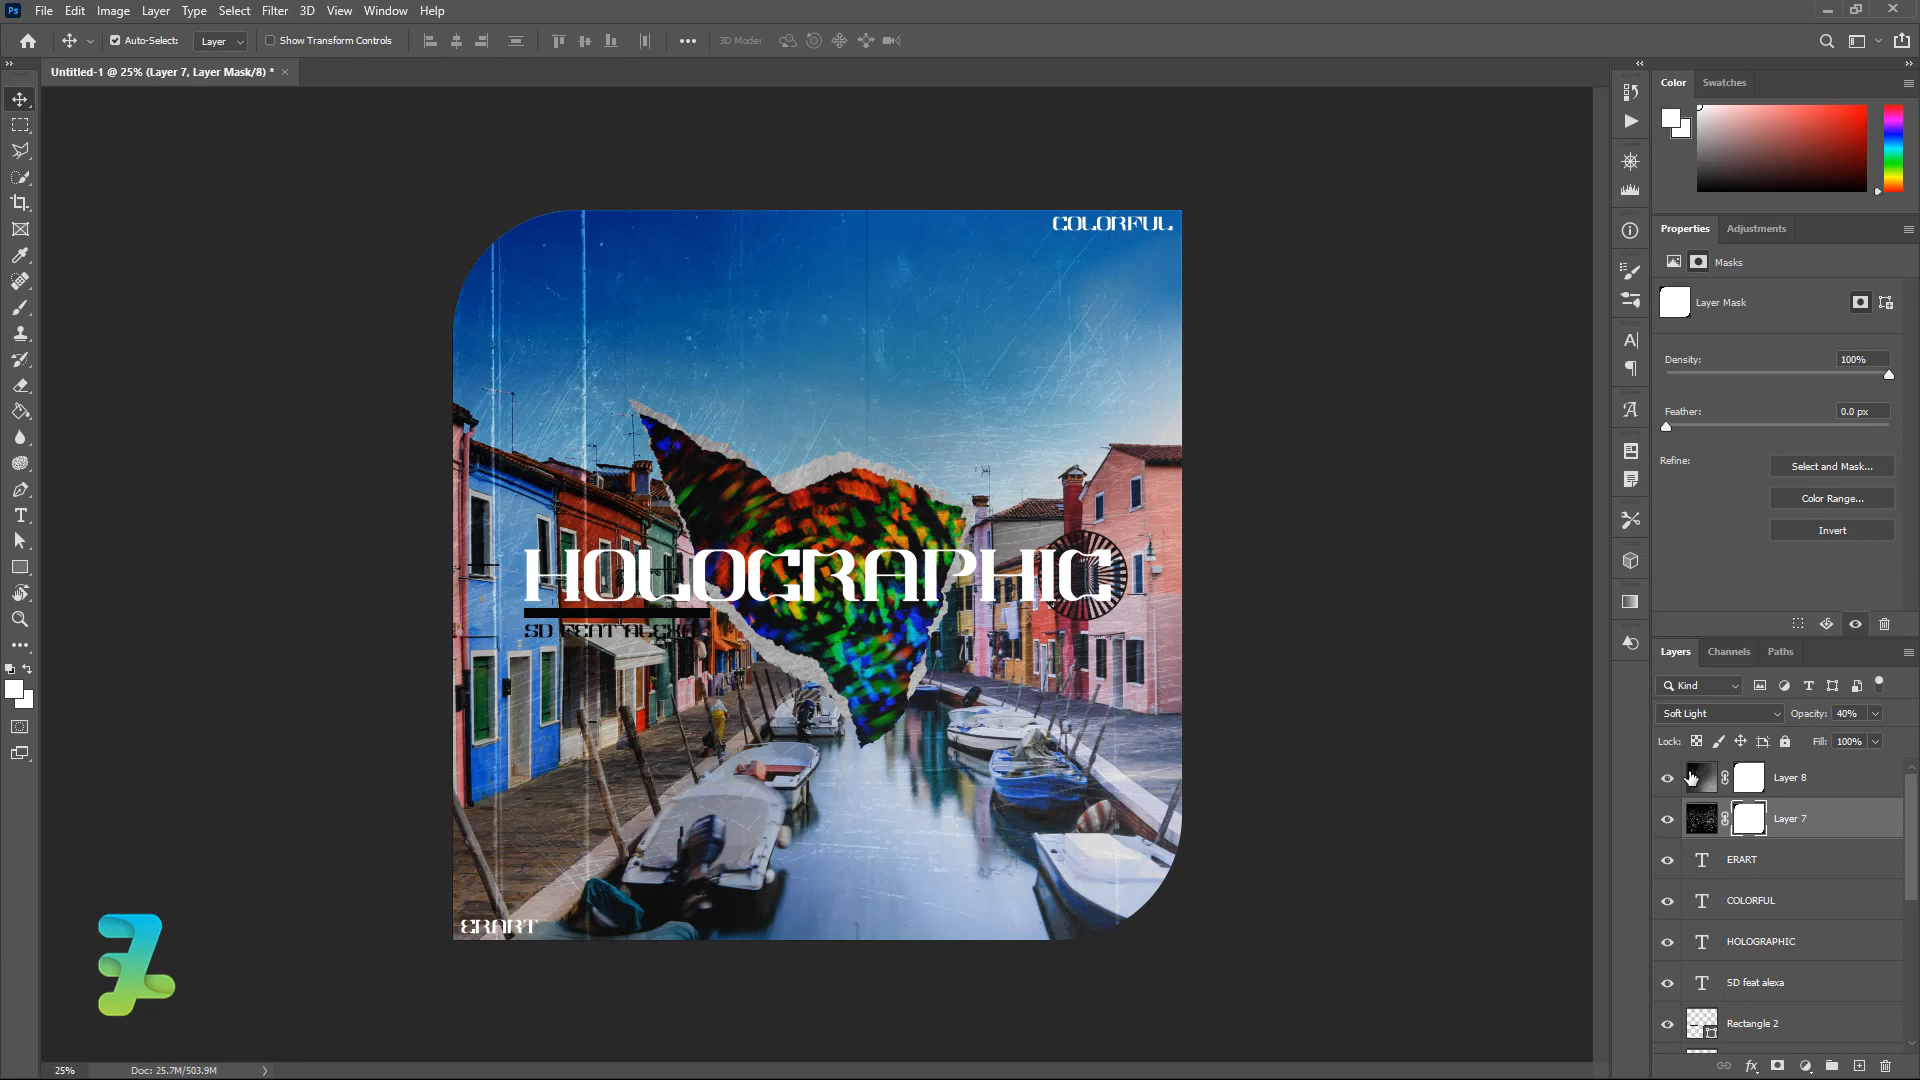 Ps File Edit Image Layer Type Select Filter 3D View Window Help
Auto-Select: Layer Show Transform Controls 3D Mode:
Untitled-1 @ 25% (Layer 7, Layer Mask/8) *
COLORFUL
HOLOGRAPHIC
SD FEAT ALEXA
ERART
25% Doc: 25.7M/503.9M
Color Swatches
Properties Adjustments
Masks
Layer Mask
Density: 100%
Feather: 0.0 px
Refine: Select and Mask...
Color Range...
Invert
Layers Channels Paths
Kind
Soft Light Opacity: 40%
Lock: Fill: 100%
Layer 8
Layer 7
T ERART
T COLORFUL
T HOLOGRAPHIC
T SD feat alexa
Rectangle 2